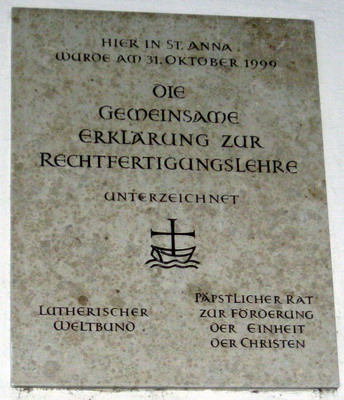 HIER IN ST. ANNA
WURDE AM 31. OKTOBER 1999
DIE
GEMEINSAME
ERKLÄRUNG ZUR
RECHTFERTIGUNGSLEHRE
UNTERZEICHNET
LUTHERISCHER
WELTBUND
PÄPSTLICHER RAT
ZUR FÖRDERUNG
DER EINHEIT
DER CHRISTEN